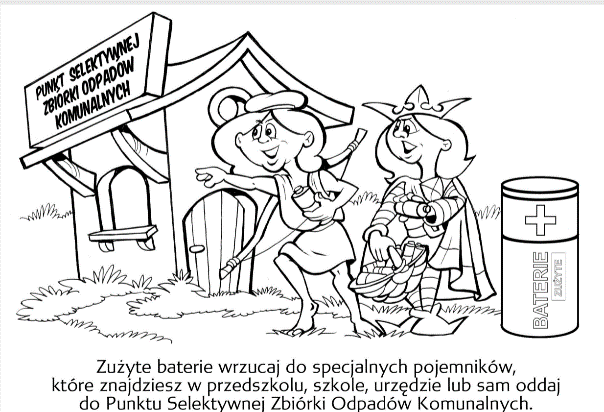 PUNKT SELEKTYWNEJ
ZBIÓRKI ODPADÓW
KOMUNALNYCH
BATERIE
ZUŻYTE
Zużyte baterie wrzucaj do specjalnych pojemników,
które znajdziesz w przedszkolu, szkole, urzędzie lub sam oddaj
do Punktu Selektywnej Zbiórki Odpadów Komunalnych.